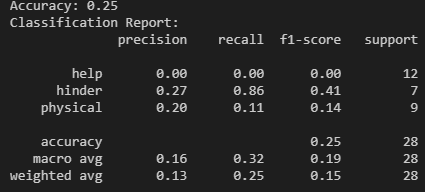 Accuracy: 0.25
Classification Report:
precision recall f1-score support
help 0.00 0.00 0.00 12
hinder 0.27 0.86 0.41 7
physical 0.20 0.11 0.14 9
accuracy 0.25 28
macro avg 0.16 0.32 0.19 28
weighted avg 0.13 0.25 0.15 28